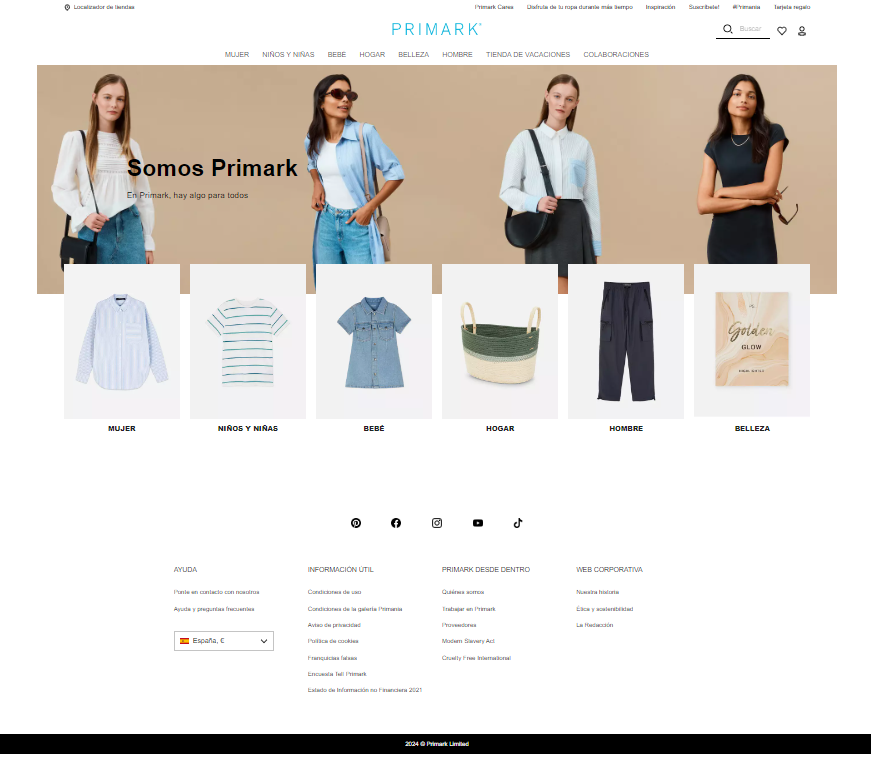 Localizador de tiendas
Primark Cares Disfruta de tu ropa durante más tiempo Inspiración Suscríbete! #Primania Tarjeta regalo
PRIMARK
Buscar
MUJER NIÑOS Y NIÑAS BEBÉ HOGAR BELLEZA HOMBRE TIENDA DE VACACIONES COLABORACIONES
Somos Primark
En Primark, hay algo para todos
Golden
GLOW
MUJER NIÑOS Y NIÑAS BEBÉ HOGAR HOMBRE BELLEZA
AYUDA
Ponte en contacto con nosotros
Ayuda y preguntas frecuentes
España, €
INFORMACIÓN ÚTIL
Condiciones de uso
Condiciones de la galería Primania
Aviso de privacidad
Política de cookies
Franquicias falsas
Encuesta Tell Primark
Estado de Información no Financiera 2021
PRIMARK DESDE DENTRO
Quiénes somos
Trabajar en Primark
Proveedores
Modern Slavery Act
Cruelty Free International
WEB CORPORATIVA
Nuestra historia
Ética y sostenibilidad
La Redacción
2024 © Primark Limited